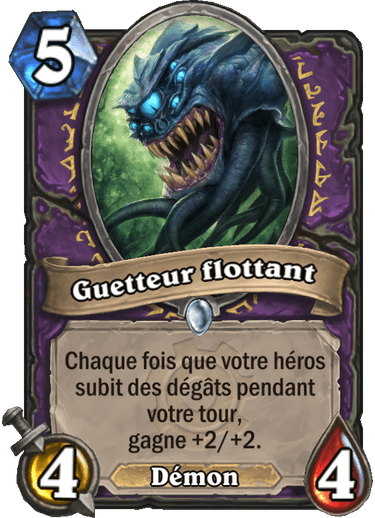 5
Guetteur flottant
Chaque fois que votre héros
subit des dégâts pendant
votre tour,
gagne +2/+2.
4
Démon
4